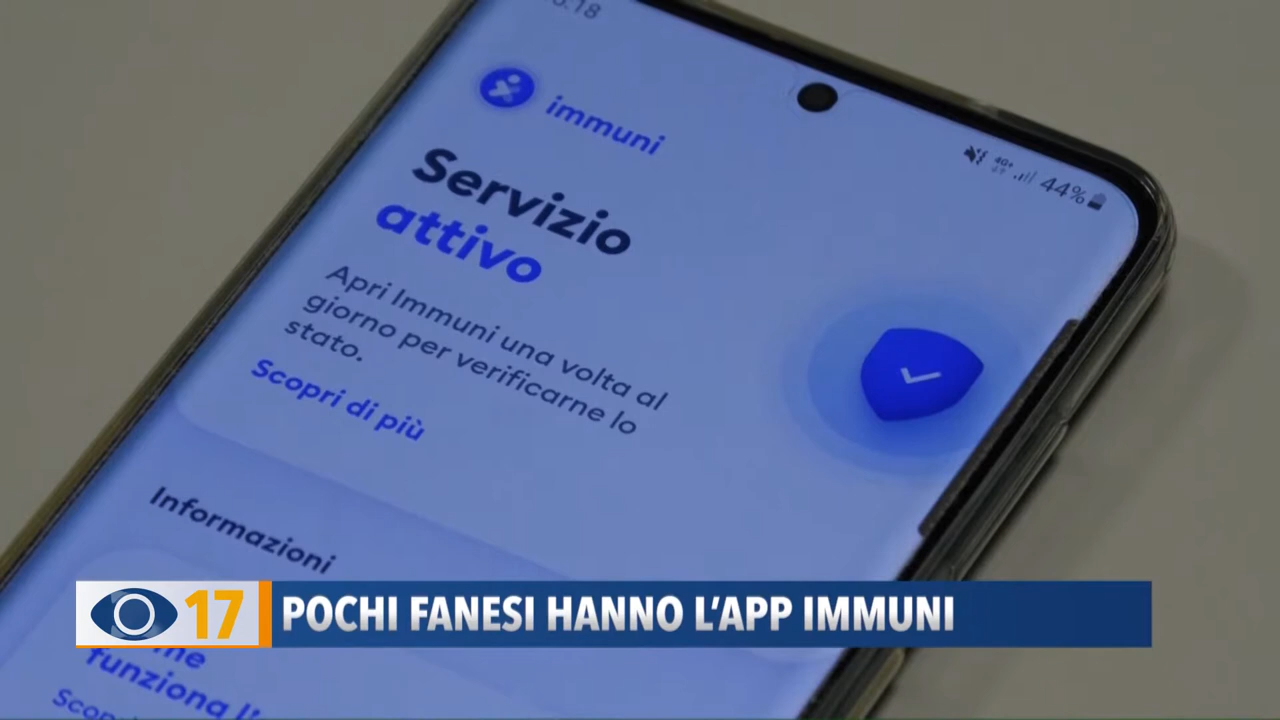 immuni
44%
Servizio
attivo
Apri Immuni una volta al
giorno per verificarne lo
stato.
Scopri di più
Informazioni
17 POCHI FANESI HANNO L'APP IMMUNI
funziona l'